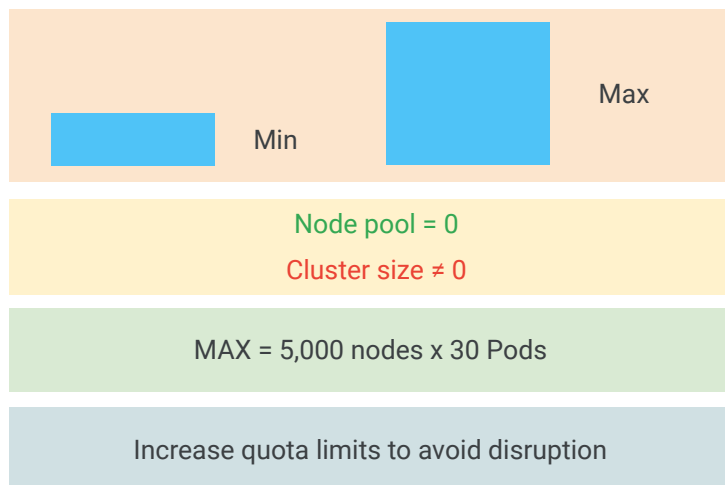 Max
Min
Node pool = 0
Cluster size ≠ 0
MAX = 5,000 nodes x 30 Pods
Increase quota limits to avoid disruption